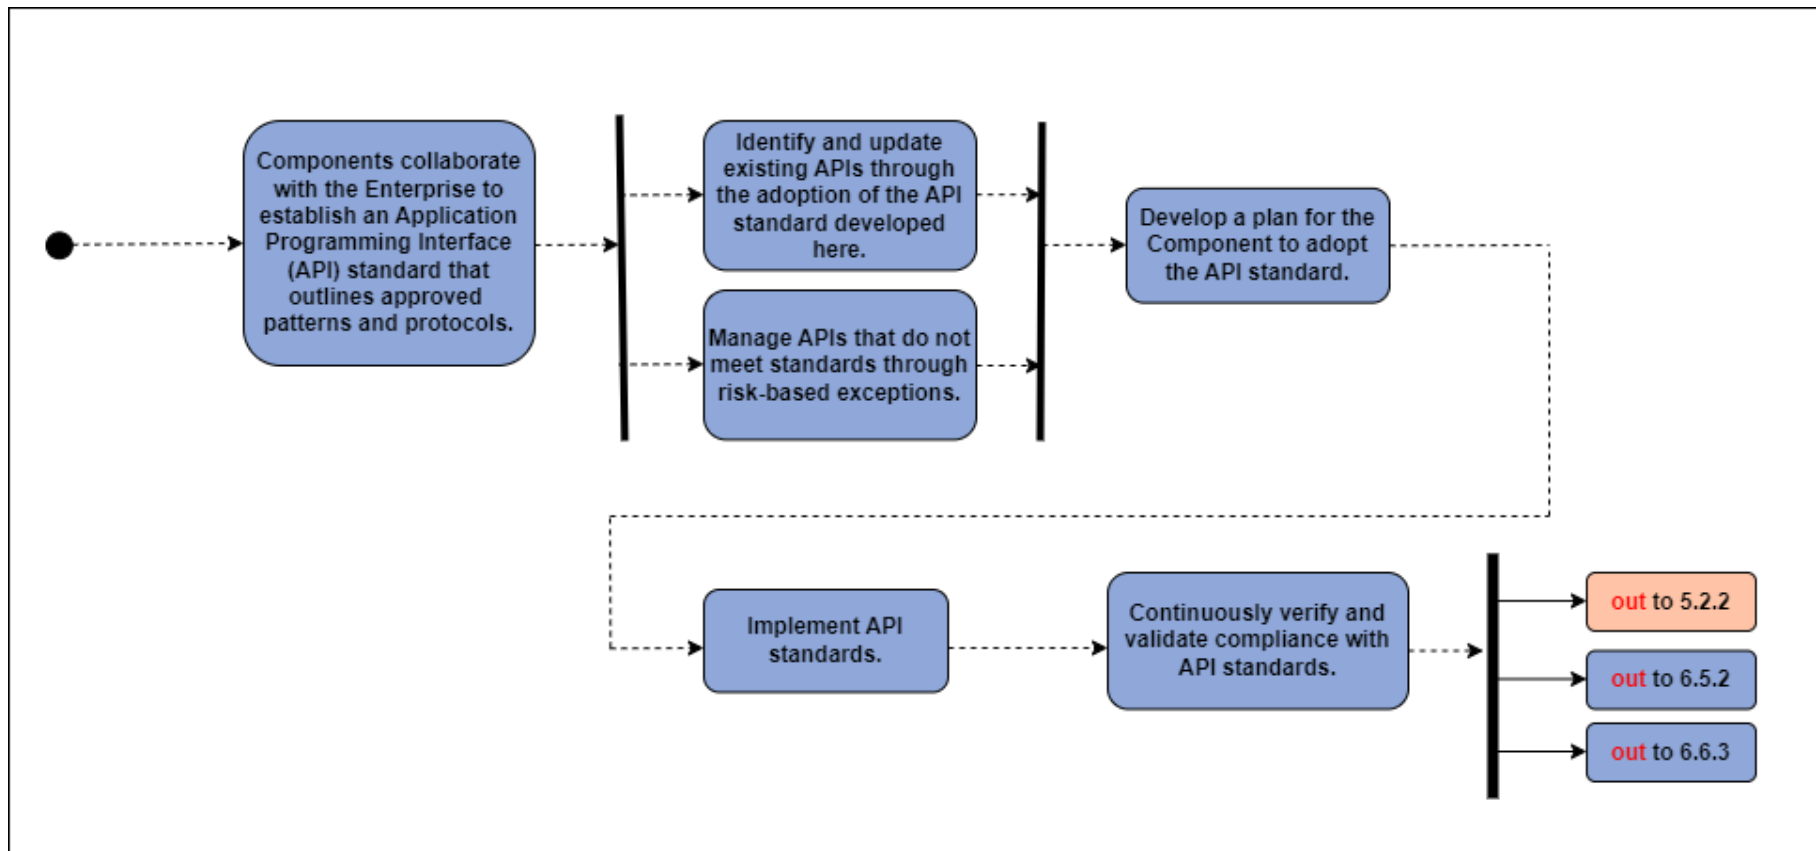 Components collaborate
with the Enterprise to
establish an Application
Programming Interface
(API) standard that
outlines approved
patterns and protocols.
Identify and update
existing APIs through
the adoption of the API
standard developed
here.
Manage APIs that do not
meet standards through
risk-based exceptions.
Develop a plan for the
Component to adopt
the API standard.
Implement API
standards.
Continuously verify and
validate compliance with
API standards.
out to 5.2.2
out to 6.5.2
out to 6.6.3